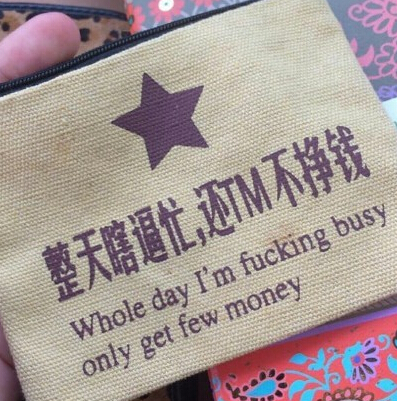 整天瞎逼忙,还TM不挣钱
Whole day I'm fucking busy
only get few money